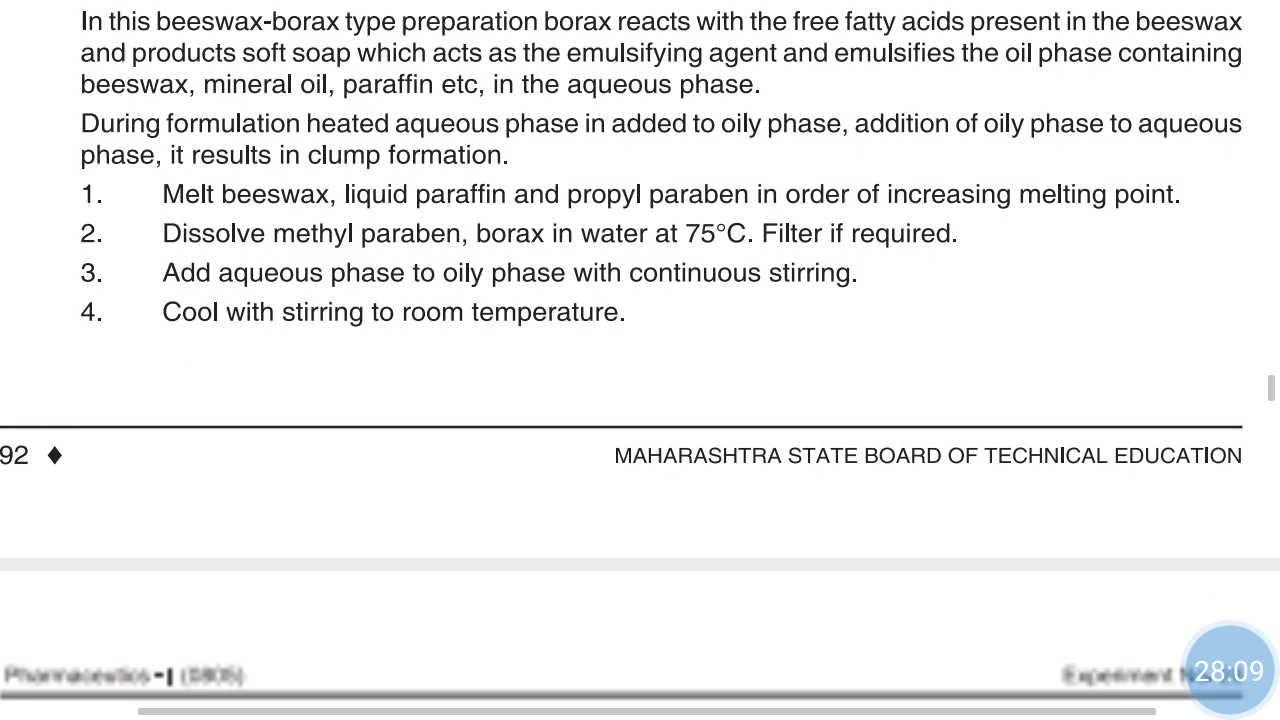 In this beeswax-borax type preparation borax reacts with the free fatty acids present in the beeswax
and products soft soap which acts as the emulsifying agent and emulsifies the oil phase containing
beeswax, mineral oil, paraffin etc, in the aqueous phase.
During formulation heated aqueous phase in added to oily phase, addition of oily phase to aqueous
phase, it results in clump formation.
1. Melt beeswax, liquid paraffin and propyl paraben in order of increasing melting point.
2. Dissolve methyl paraben, borax in water at 75°C. Filter if required.
3. Add aqueous phase to oily phase with continuous stirring.
4. Cool with stirring to room temperature.
92 ♦ MAHARASHTRA STATE BOARD OF TECHNICAL EDUCATION
Pharmaceutics -I (0805) Experiment
28:09